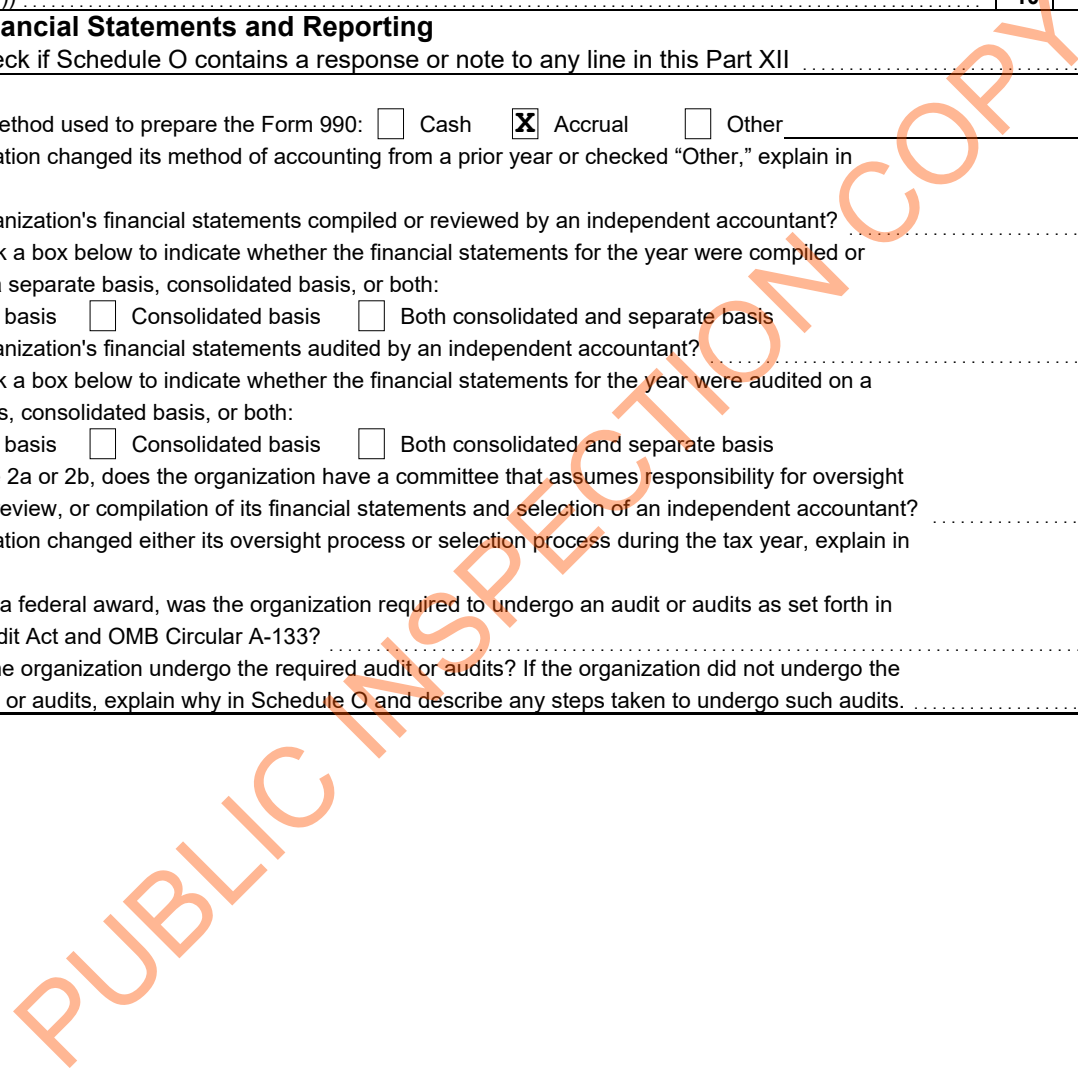 ancial Statements and Reporting
eck if Schedule O contains a response or note to any line in this Part XII
ethod used to prepare the Form 990: Cash X Accrual Other
ation changed its method of accounting from a prior year or checked “Other,” explain in
anization's financial statements compiled or reviewed by an independent accountant?
k a box below to indicate whether the financial statements for the year were compiled or
a separate basis, consolidated basis, or both:
basis Consolidated basis Both consolidated and separate basis
anization's financial statements audited by an independent accountant?
k a box below to indicate whether the financial statements for the year were audited on a
s, consolidated basis, or both:
basis Consolidated basis Both consolidated and separate basis
2a or 2b, does the organization have a committee that assumes responsibility for oversight
eview, or compilation of its financial statements and selection of an independent accountant?
ation changed either its oversight process or selection process during the tax year, explain in
a federal award, was the organization required to undergo an audit or audits as set forth in
dit Act and OMB Circular A-133?
ne organization undergo the required audit or audits? If the organization did not undergo the
or audits, explain why in Schedule O and describe any steps taken to undergo such audits.
PUBLIC INSPECTION COPY